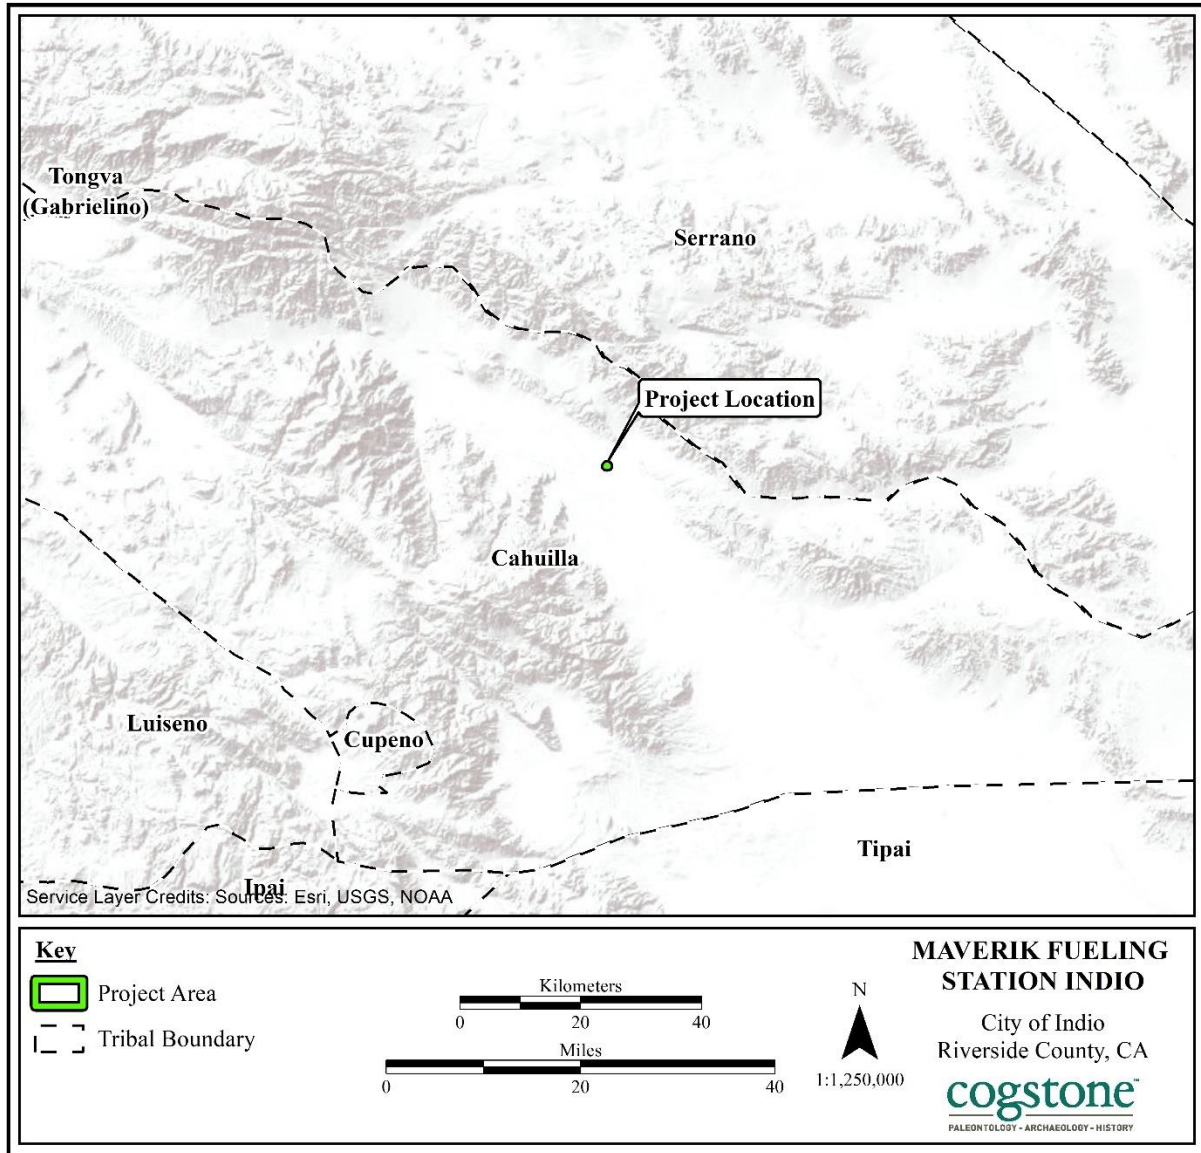 Tongva
(Gabrielino)
Serrano
Project Location
Cahuilla
Luiseno
Cupeno
Tipai
Ipai
Service Layer Credits: Sources: Esri, USGS, NOAA
Key
Project Area
Tribal Boundary
Kilometers
0 20 40
Miles
0 20 40
N
1:1,250,000
MAVERIK FUELING
STATION INDIO
City of Indio
Riverside County, CA
cogstone™
PALEONTOLOGY - ARCHAEOLOGY - HISTORY